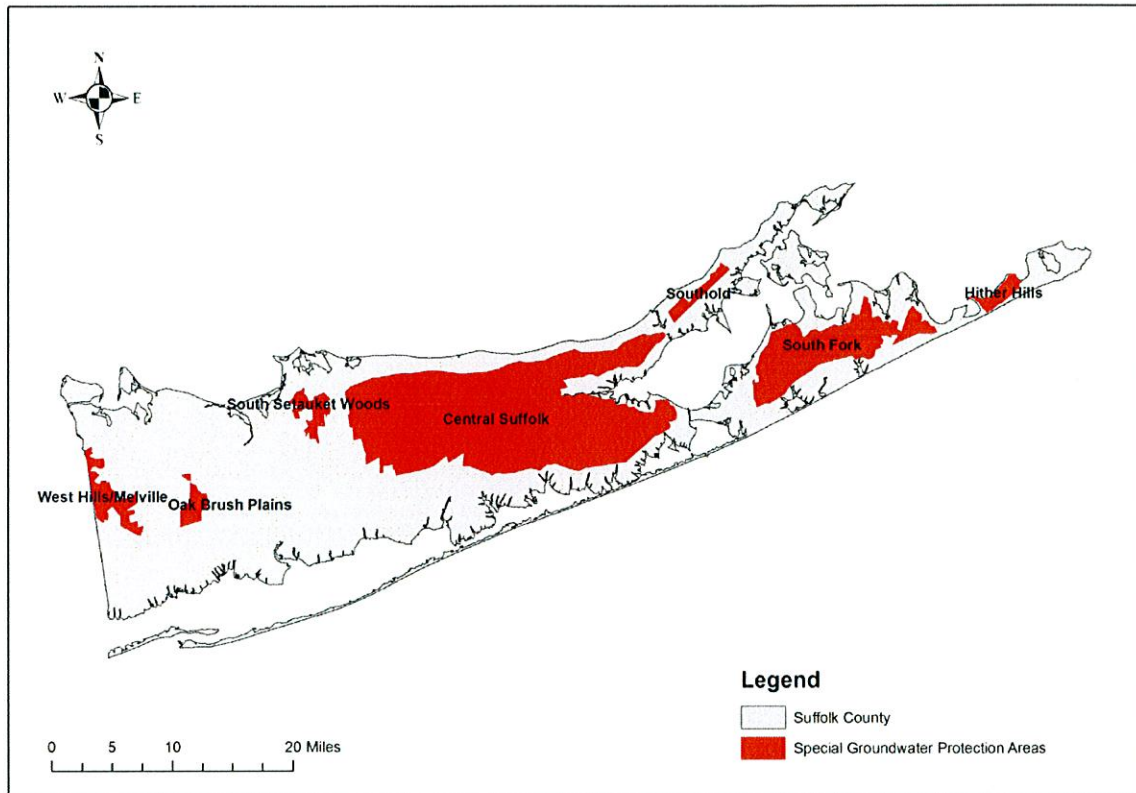 N
W E
S
Southold
Hither Hills
South Fork
South Setauket Woods
Central Suffolk
West Hills/Melville
Oak Brush Plains
Legend
Suffolk County
Special Groundwater Protection Areas
0 5 10 20 Miles